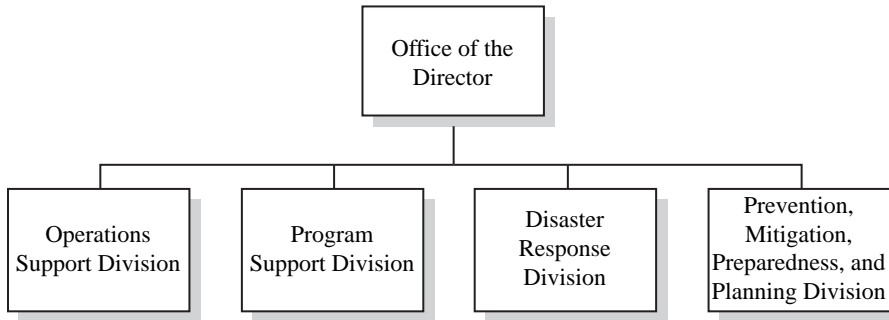 Office of the
Director
Operations
Support Division
Program
Support Division
Disaster
Response
Division
Prevention,
Mitigation,
Preparedness, and
Planning Division